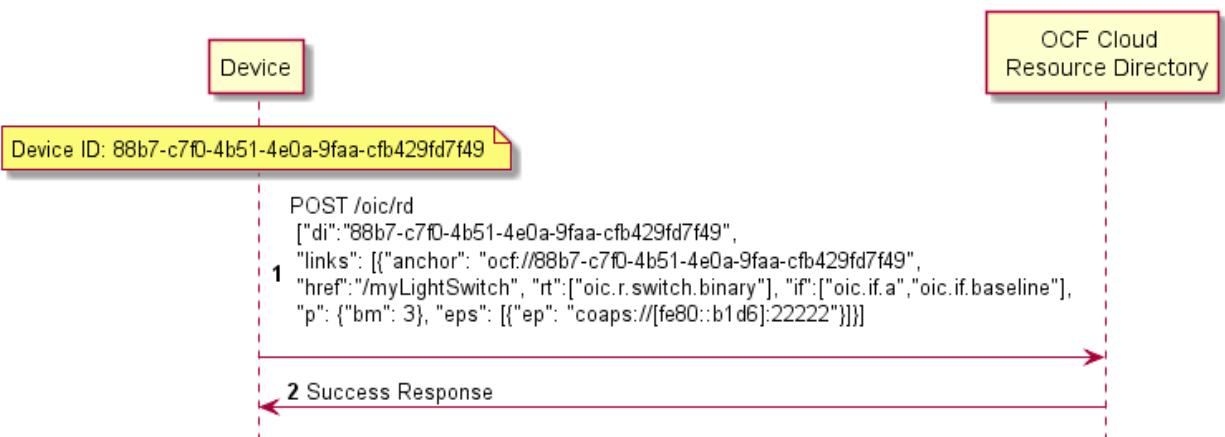 Device
OCF Cloud
Resource Directory
Device ID: 88b7-c7f0-4b51-4e0a-9faa-cfb429fd7f49
POST /oic/rd
["di":"88b7-c7f0-4b51-4e0a-9faa-cfb429fd7f49",
"links": [{"anchor": "ocf://88b7-c7f0-4b51-4e0a-9faa-cfb429fd7f49",
1 "href":"/myLightSwitch", "rt":["oic.r.switch.binary"], "if":["oic.if.a","oic.if.baseline"],
"p": {"bm": 3}, "eps": [{"ep": "coaps://[fe80::b1d6]:22222"}]}]
2 Success Response